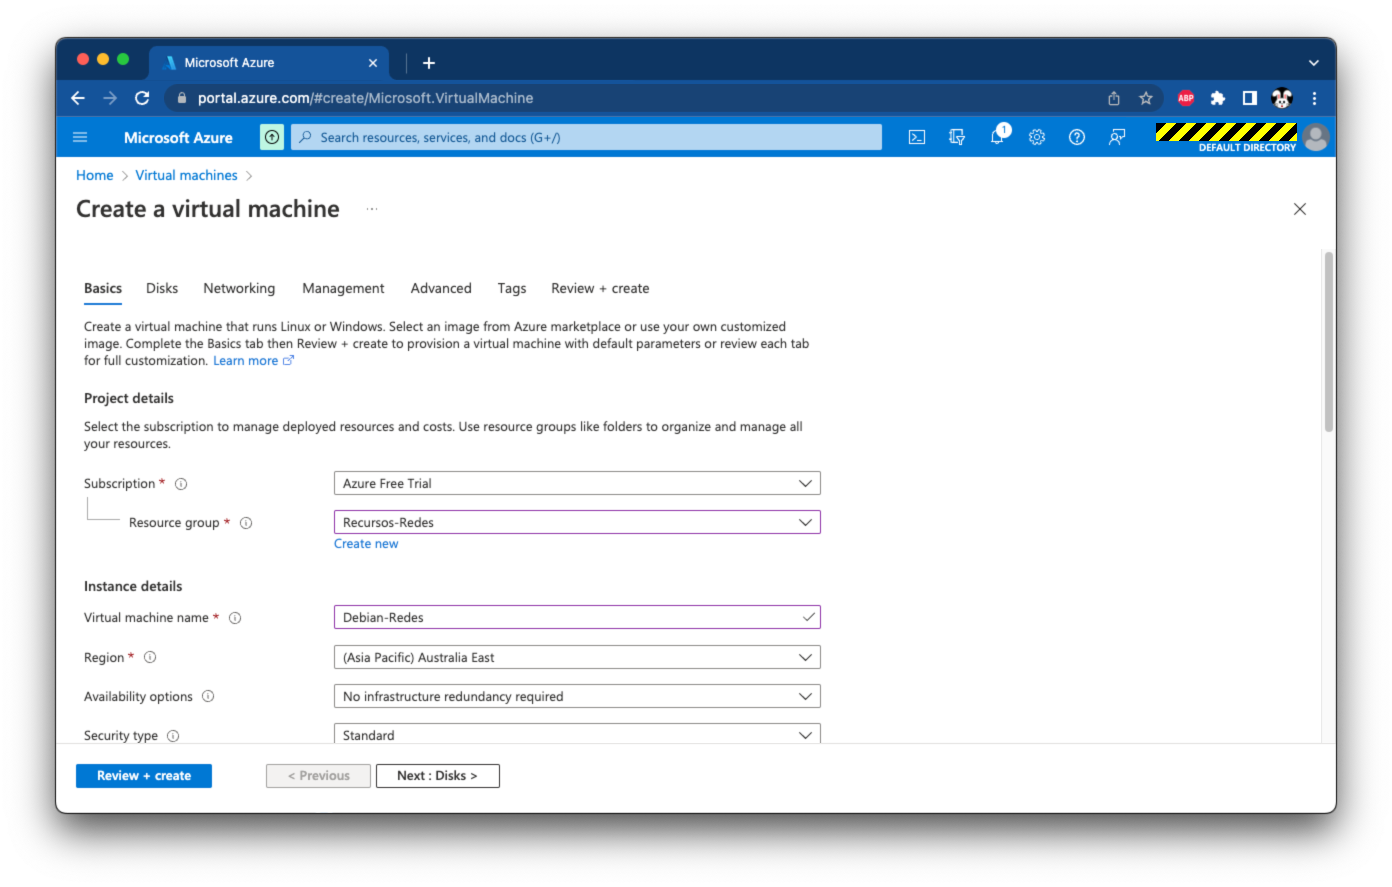 Microsoft Azure
portal.azure.com/#create/Microsoft.VirtualMachine
ABP
Microsoft Azure
Search resources, services, and docs (G+/)
1
DEFAULT DIRECTORY
Home > Virtual machines >
Create a virtual machine ...
Basics Disks Networking Management Advanced Tags Review + create
Create a virtual machine that runs Linux or Windows. Select an image from Azure marketplace or use your own customized
image. Complete the Basics tab then Review + create to provision a virtual machine with default parameters or review each tab
for full customization. Learn more
Project details
Select the subscription to manage deployed resources and costs. Use resource groups like folders to organize and manage all
your resources.
Subscription * Azure Free Trial
Resource group * Recursos-Redes
Create new
Instance details
Virtual machine name * Debian-Redes
Region * (Asia Pacific) Australia East
Availability options No infrastructure redundancy required
Security type Standard
Review + create < Previous Next : Disks >